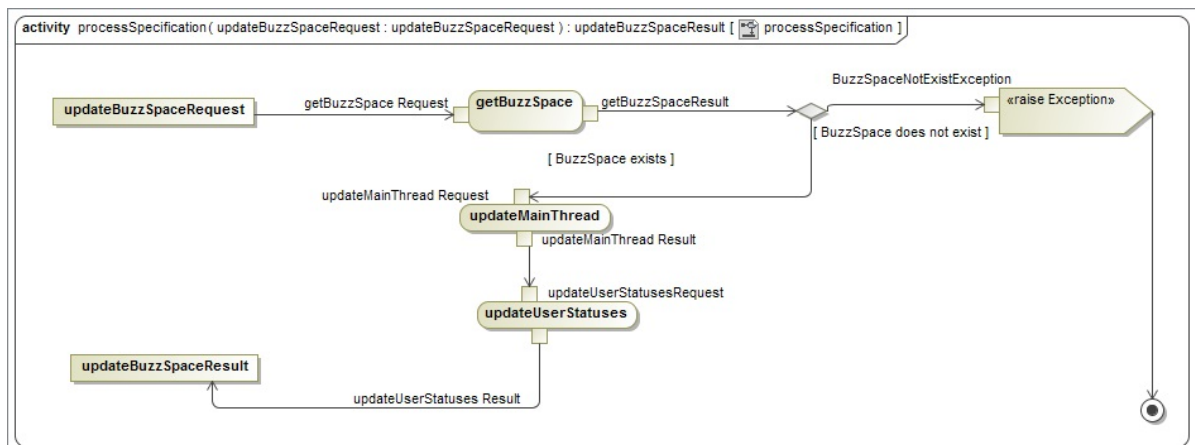 activity processSpecification( updateBuzzSpaceRequest : updateBuzzSpaceRequest ) : updateBuzzSpaceResult [ processSpecification ]
BuzzSpaceNotExistException
updateBuzzSpaceRequest
getBuzzSpace Request
getBuzzSpace
getBuzzSpaceResult
«raise Exception»
[ BuzzSpace does not exist ]
[ BuzzSpace exists ]
updateMainThread Request
updateMainThread
updateMainThread Result
updateUserStatusesRequest
updateUserStatuses
updateBuzzSpaceResult
updateUserStatuses Result